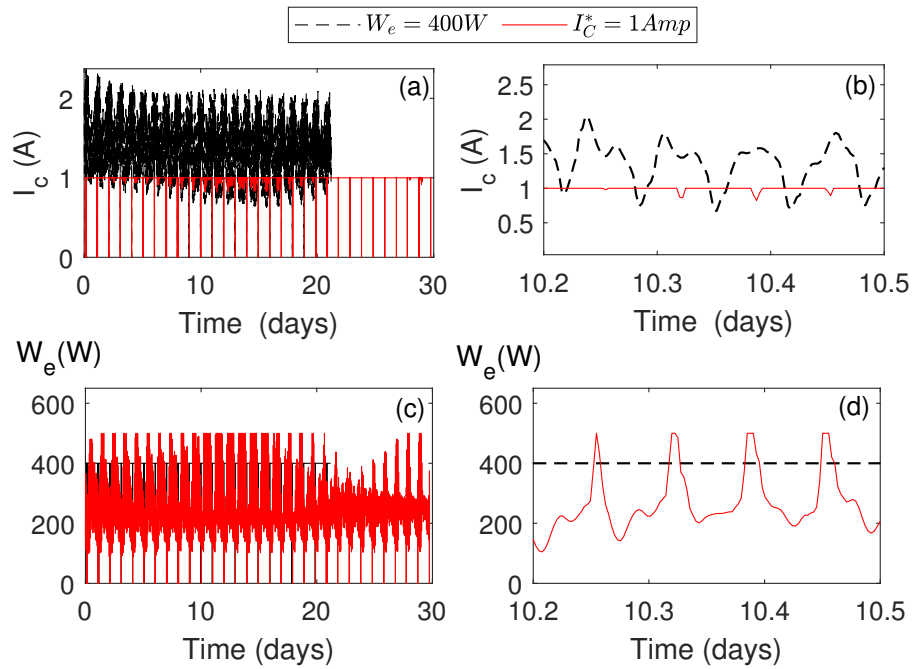 W_e = 400W I_C^* = 1Amp
(a)
I_c (A)
2
1
0
0 10 20 30
Time (days)
(b)
I_c (A)
2.5
2
1.5
1
0.5
10.2 10.3 10.4 10.5
Time (days)
W_e(W)
(c)
600
400
200
0
0 10 20 30
Time (days)
W_e(W)
(d)
600
400
200
0
10.2 10.3 10.4 10.5
Time (days)